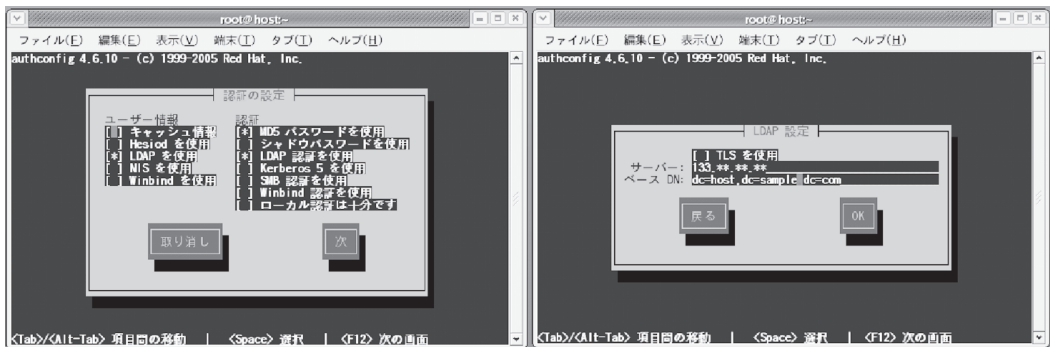 root@host:~
ファイル(F) 編集(E) 表示(V) 端末(T) タブ(T) ヘルプ(H)
authconfig 4.6.10 - (c) 1999-2005 Red Hat, Inc.
認証の設定
ユーザー情報 認証
[ ] キャッシュ情報 [*] MD5 パスワードを使用
[ ] Hesiod を使用 [ ] シャドウパスワードを使用
[*] LDAP を使用 [*] LDAP 認証を使用
[ ] NIS を使用 [ ] Kerberos 5 を使用
[ ] Winbind を使用 [ ] SMB 認証を使用
[ ] Winbind 認証を使用
[ ] ローカル認証は十分です
取り消し 次
<Tab>/<Alt-Tab> 項目間の移動 | <Space> 選択 | <F12> 次の画面
root@host:~
ファイル(F) 編集(E) 表示(V) 端末(T) タブ(T) ヘルプ(H)
authconfig 4.6.10 - (c) 1999-2005 Red Hat, Inc.
LDAP 設定
[ ] TLS を使用
サーバー: 133.**.**.**
ベース DN: dc=host,dc=sample dc=com
戻る OK
<Tab>/<Alt-Tab> 項目間の移動 | <Space> 選択 | <F12> 次の画面